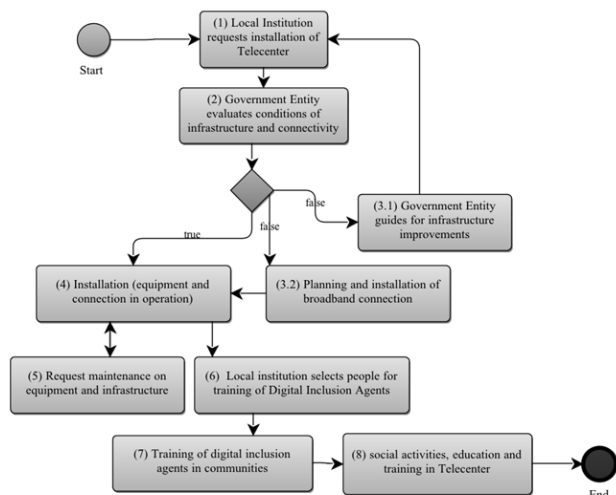 (1) Local Institution
requests installation of
Telecenter
Start
(2) Government Entity
evaluates conditions of
infrastructure and connectivity
false
(3.1) Government Entity
guides for infrastructure
improvements
false
true
(4) Installation (equipment and
connection in operation)
(3.2) Planning and installation of
broadband connection
(5) Request maintenance on
equipment and infrastructure
(6) Local institution selects people for
training of Digital Inclusion Agents
(7) Training of digital inclusion
agents in communities
(8) social activities, education and
training in Telecenter
End